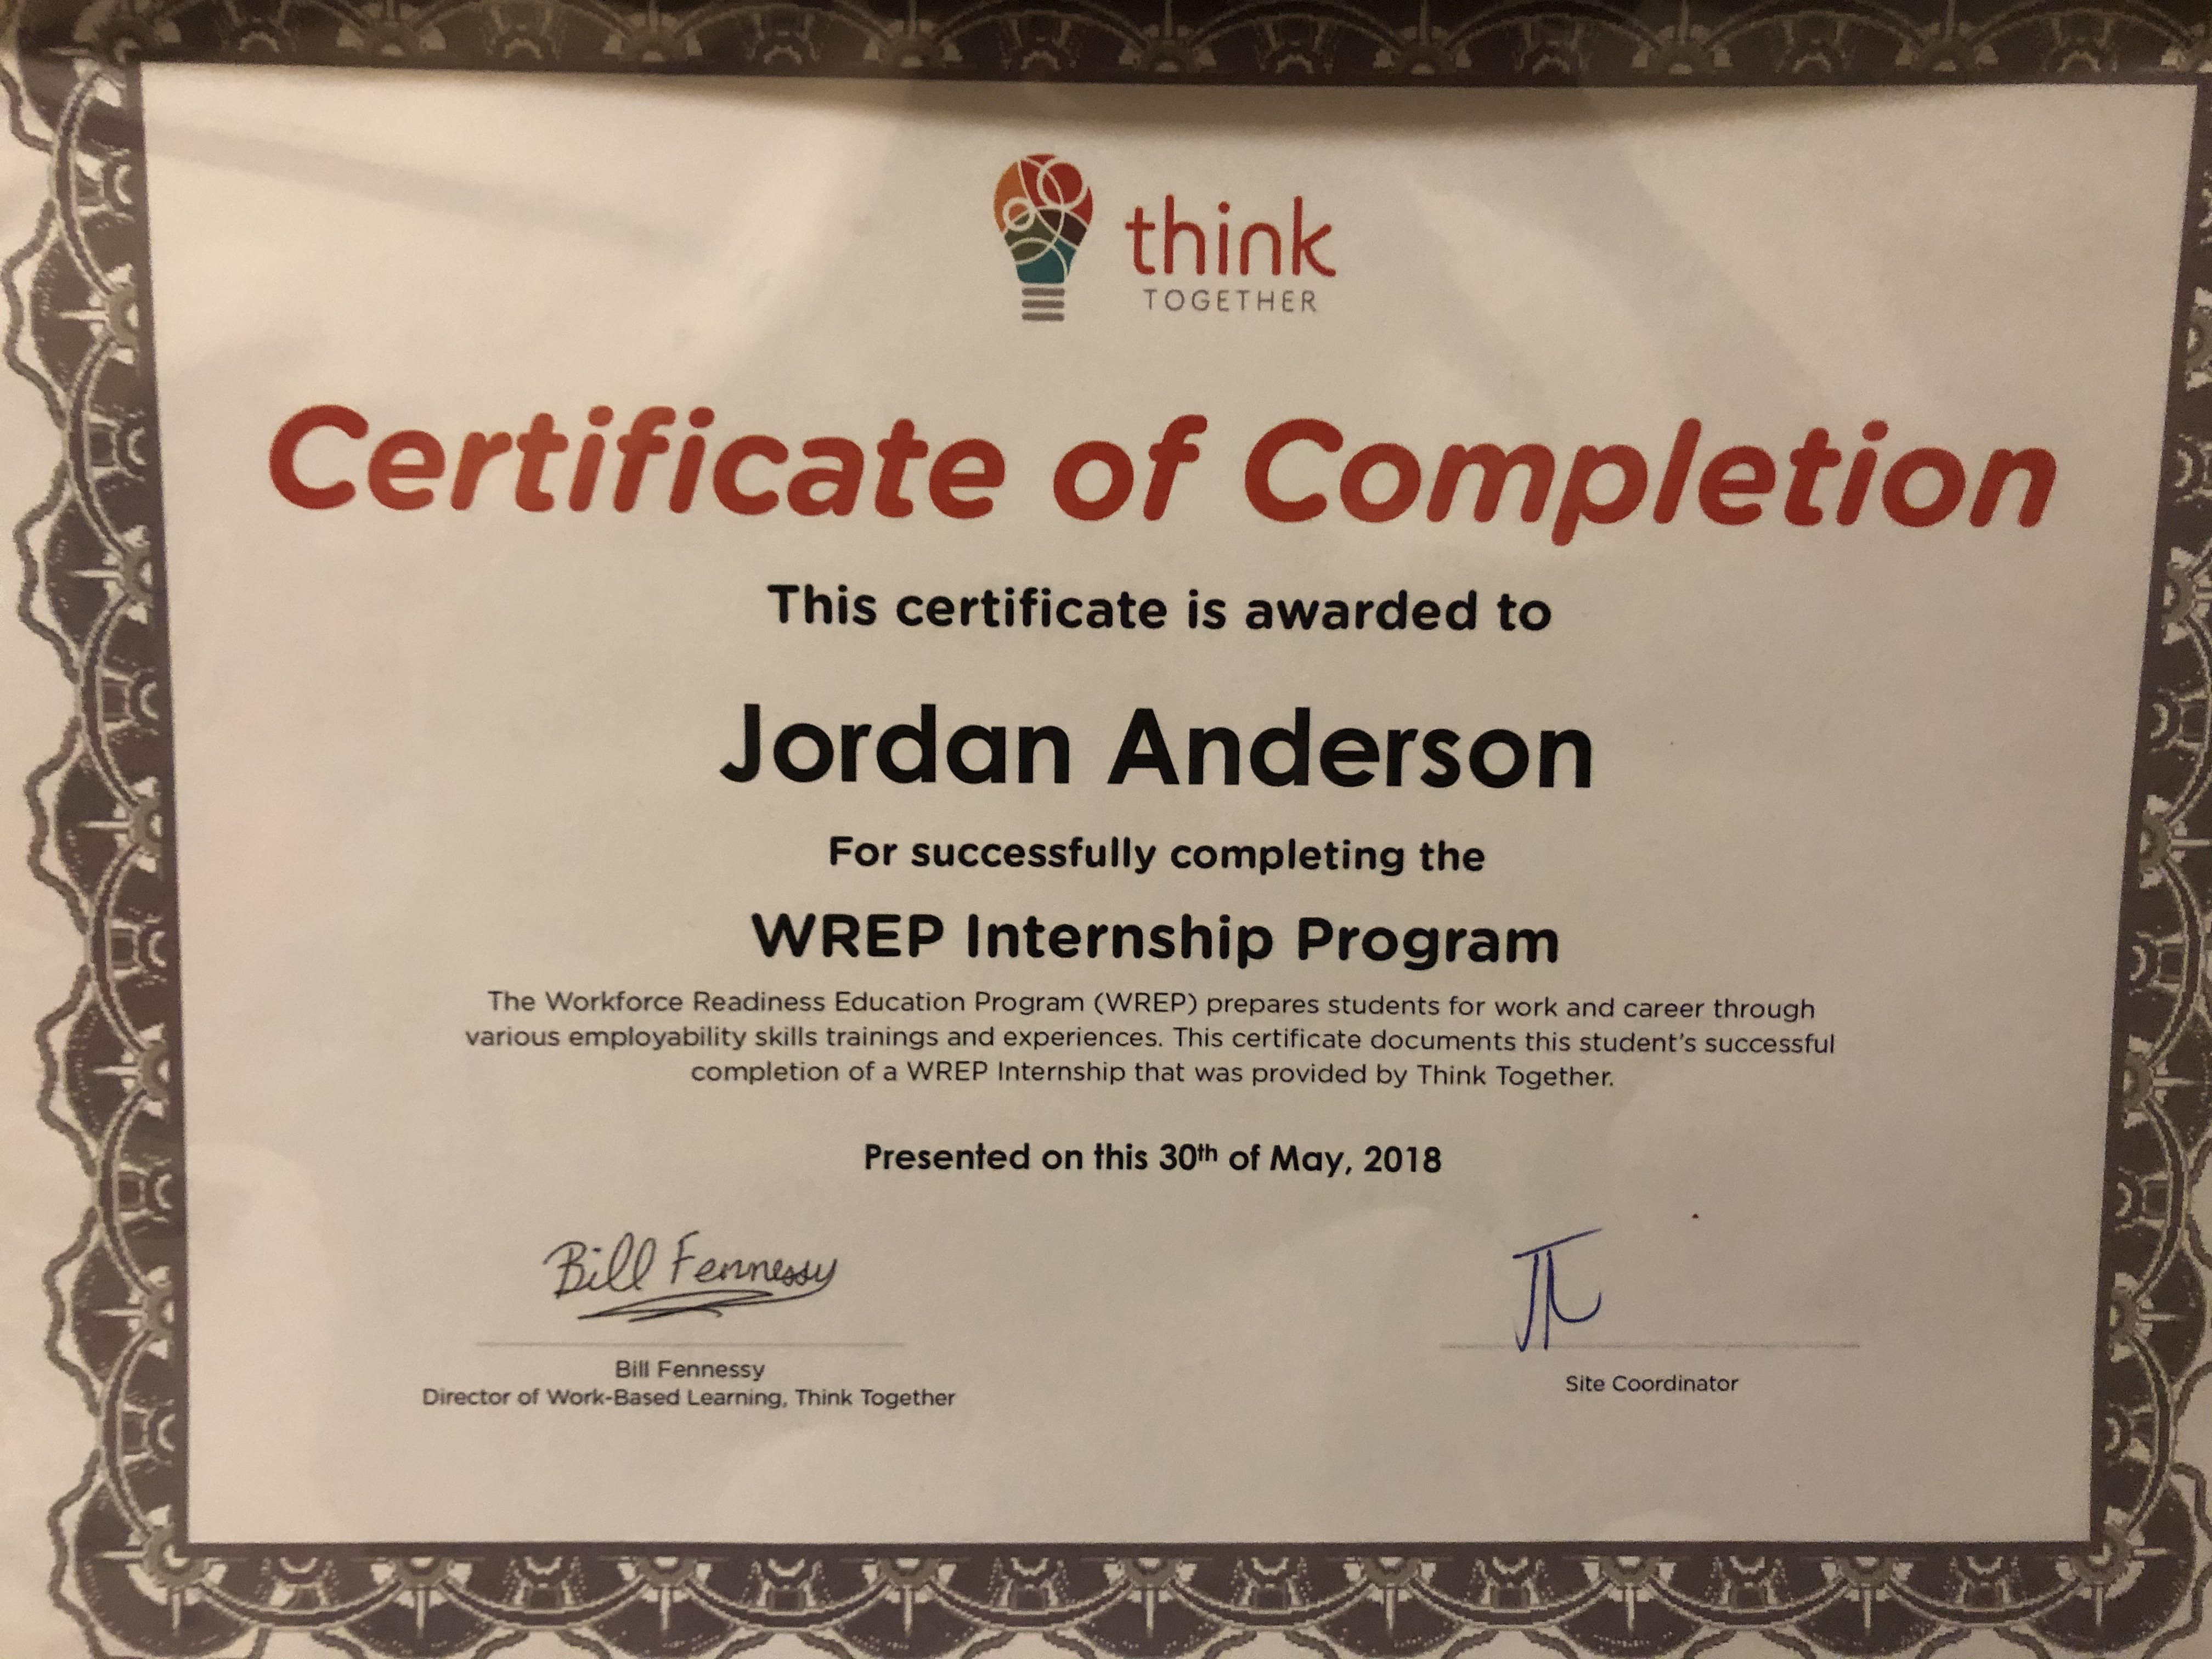 think
TOGETHER
Certificate of Completion
This certificate is awarded to
Jordan Anderson
For successfully completing the
WREP Internship Program
The Workforce Readiness Education Program (WREP) prepares students for work and career through
various employability skills trainings and experiences. This certificate documents this student's successful
completion of a WREP Internship that was provided by Think Together.
Presented on this 30th of May, 2018
Bill Fennessy
Bill Fennessy
Director of Work-Based Learning, Think Together
Site Coordinator